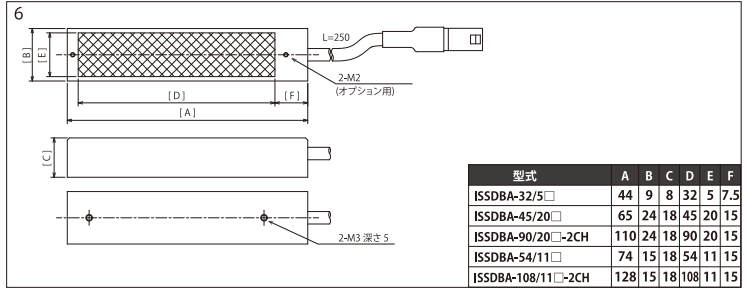 6
[ B ]
[ E ]
L=250
2-M2
(オプション用)
[ D ]
[ F ]
[ A ]
[ C ]
2-M3 深さ 5
型式 A B C D E F
ISSDBA-32/5□ 44 9 8 32 5 7.5
ISSDBA-45/20□ 65 24 18 45 20 15
ISSDBA-90/20□-2CH 110 24 18 90 20 15
ISSDBA-54/11□ 74 15 18 54 11 15
ISSDBA-108/11□-2CH 128 15 18 108 11 15